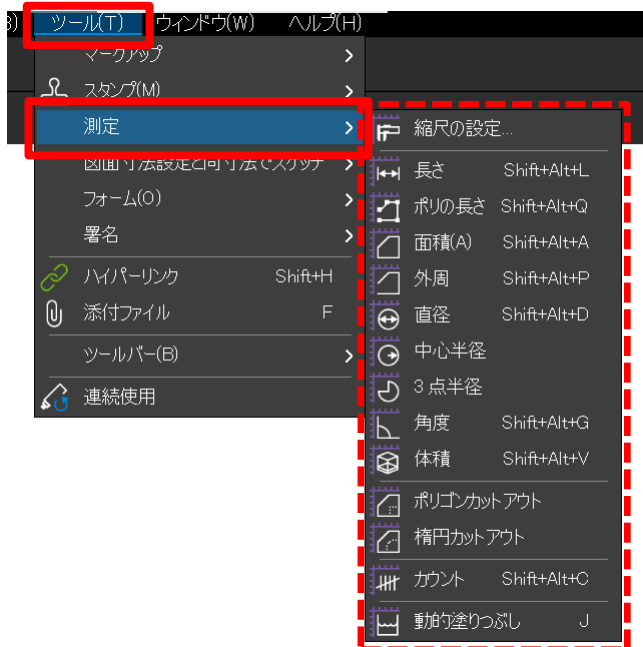 ツール(T) ウィンドウ(W) ヘルプ(H)
マークアップ
スタンプ(M)
測定
図面寸法設定と同寸法でスケッチ
フォーム(O)
署名
ハイパーリンク Shift+H
添付ファイル F
ツールバー(B)
連続使用
縮尺の設定...
長さ Shift+Alt+L
ポリの長さ Shift+Alt+Q
面積(A) Shift+Alt+A
外周 Shift+Alt+P
直径 Shift+Alt+D
中心半径
3 点半径
角度 Shift+Alt+G
体積 Shift+Alt+V
ポリゴンカットアウト
楕円カットアウト
カウント Shift+Alt+C
動的塗りつぶし J